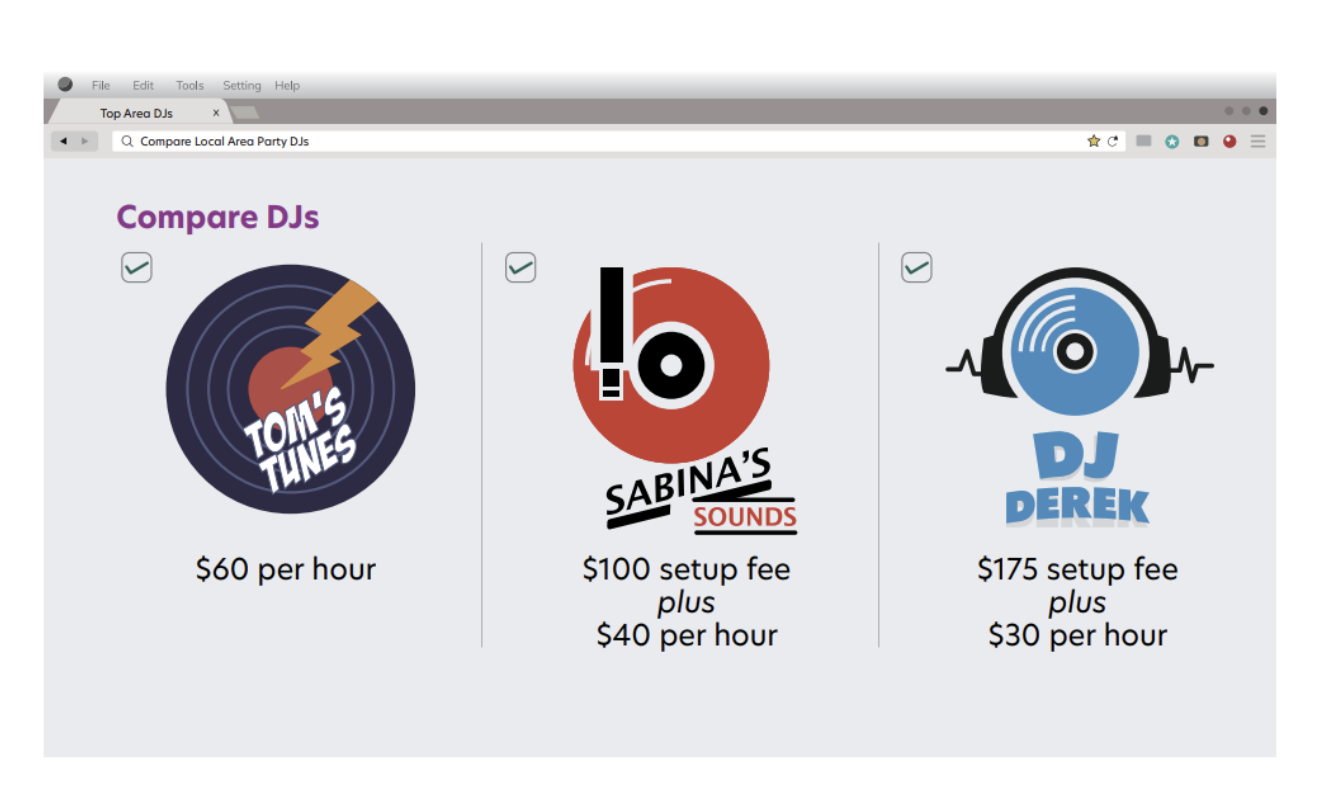 File Edit Tools Setting Help
Top Area DJs x
Compare Local Area Party DJs
Compare DJs
TOM'S
TUNES
$60 per hour
SABINA'S
SOUNDS
$100 setup fee
plus
$40 per hour
DJ
DEREK
$175 setup fee
plus
$30 per hour